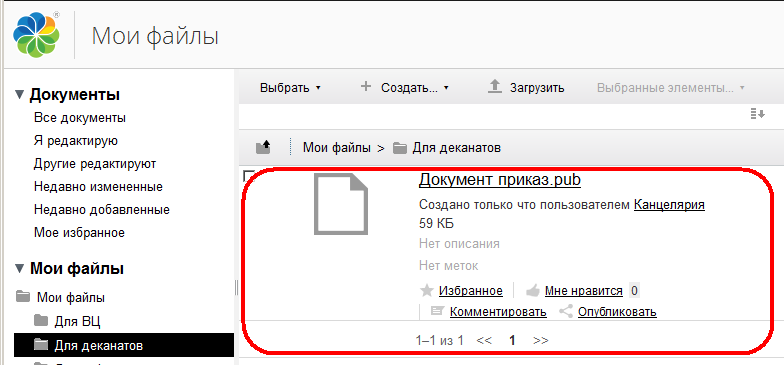 Мои файлы
Документы
Все документы
Я редактирую
Другие редактируют
Недавно измененные
Недавно добавленные
Мое избранное
Мои файлы
Мои файлы
Для ВЦ
Для деканатов
Выбрать
Создать...
Загрузить
Выбранные элементы...
Мои файлы > Для деканатов
Документ приказ.pub
Создано только что пользователем Канцелярия
59 КБ
Нет описания
Нет меток
Избранное Мне нравится 0
Комментировать Опубликовать
1–1 из 1 << 1 >>